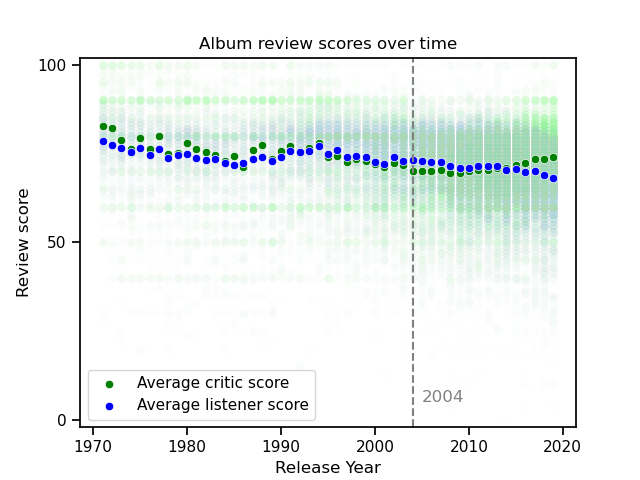 Album review scores over time
100
50
0
Review score
2004
Average critic score
Average listener score
1970 1980 1990 2000 2010 2020
Release Year